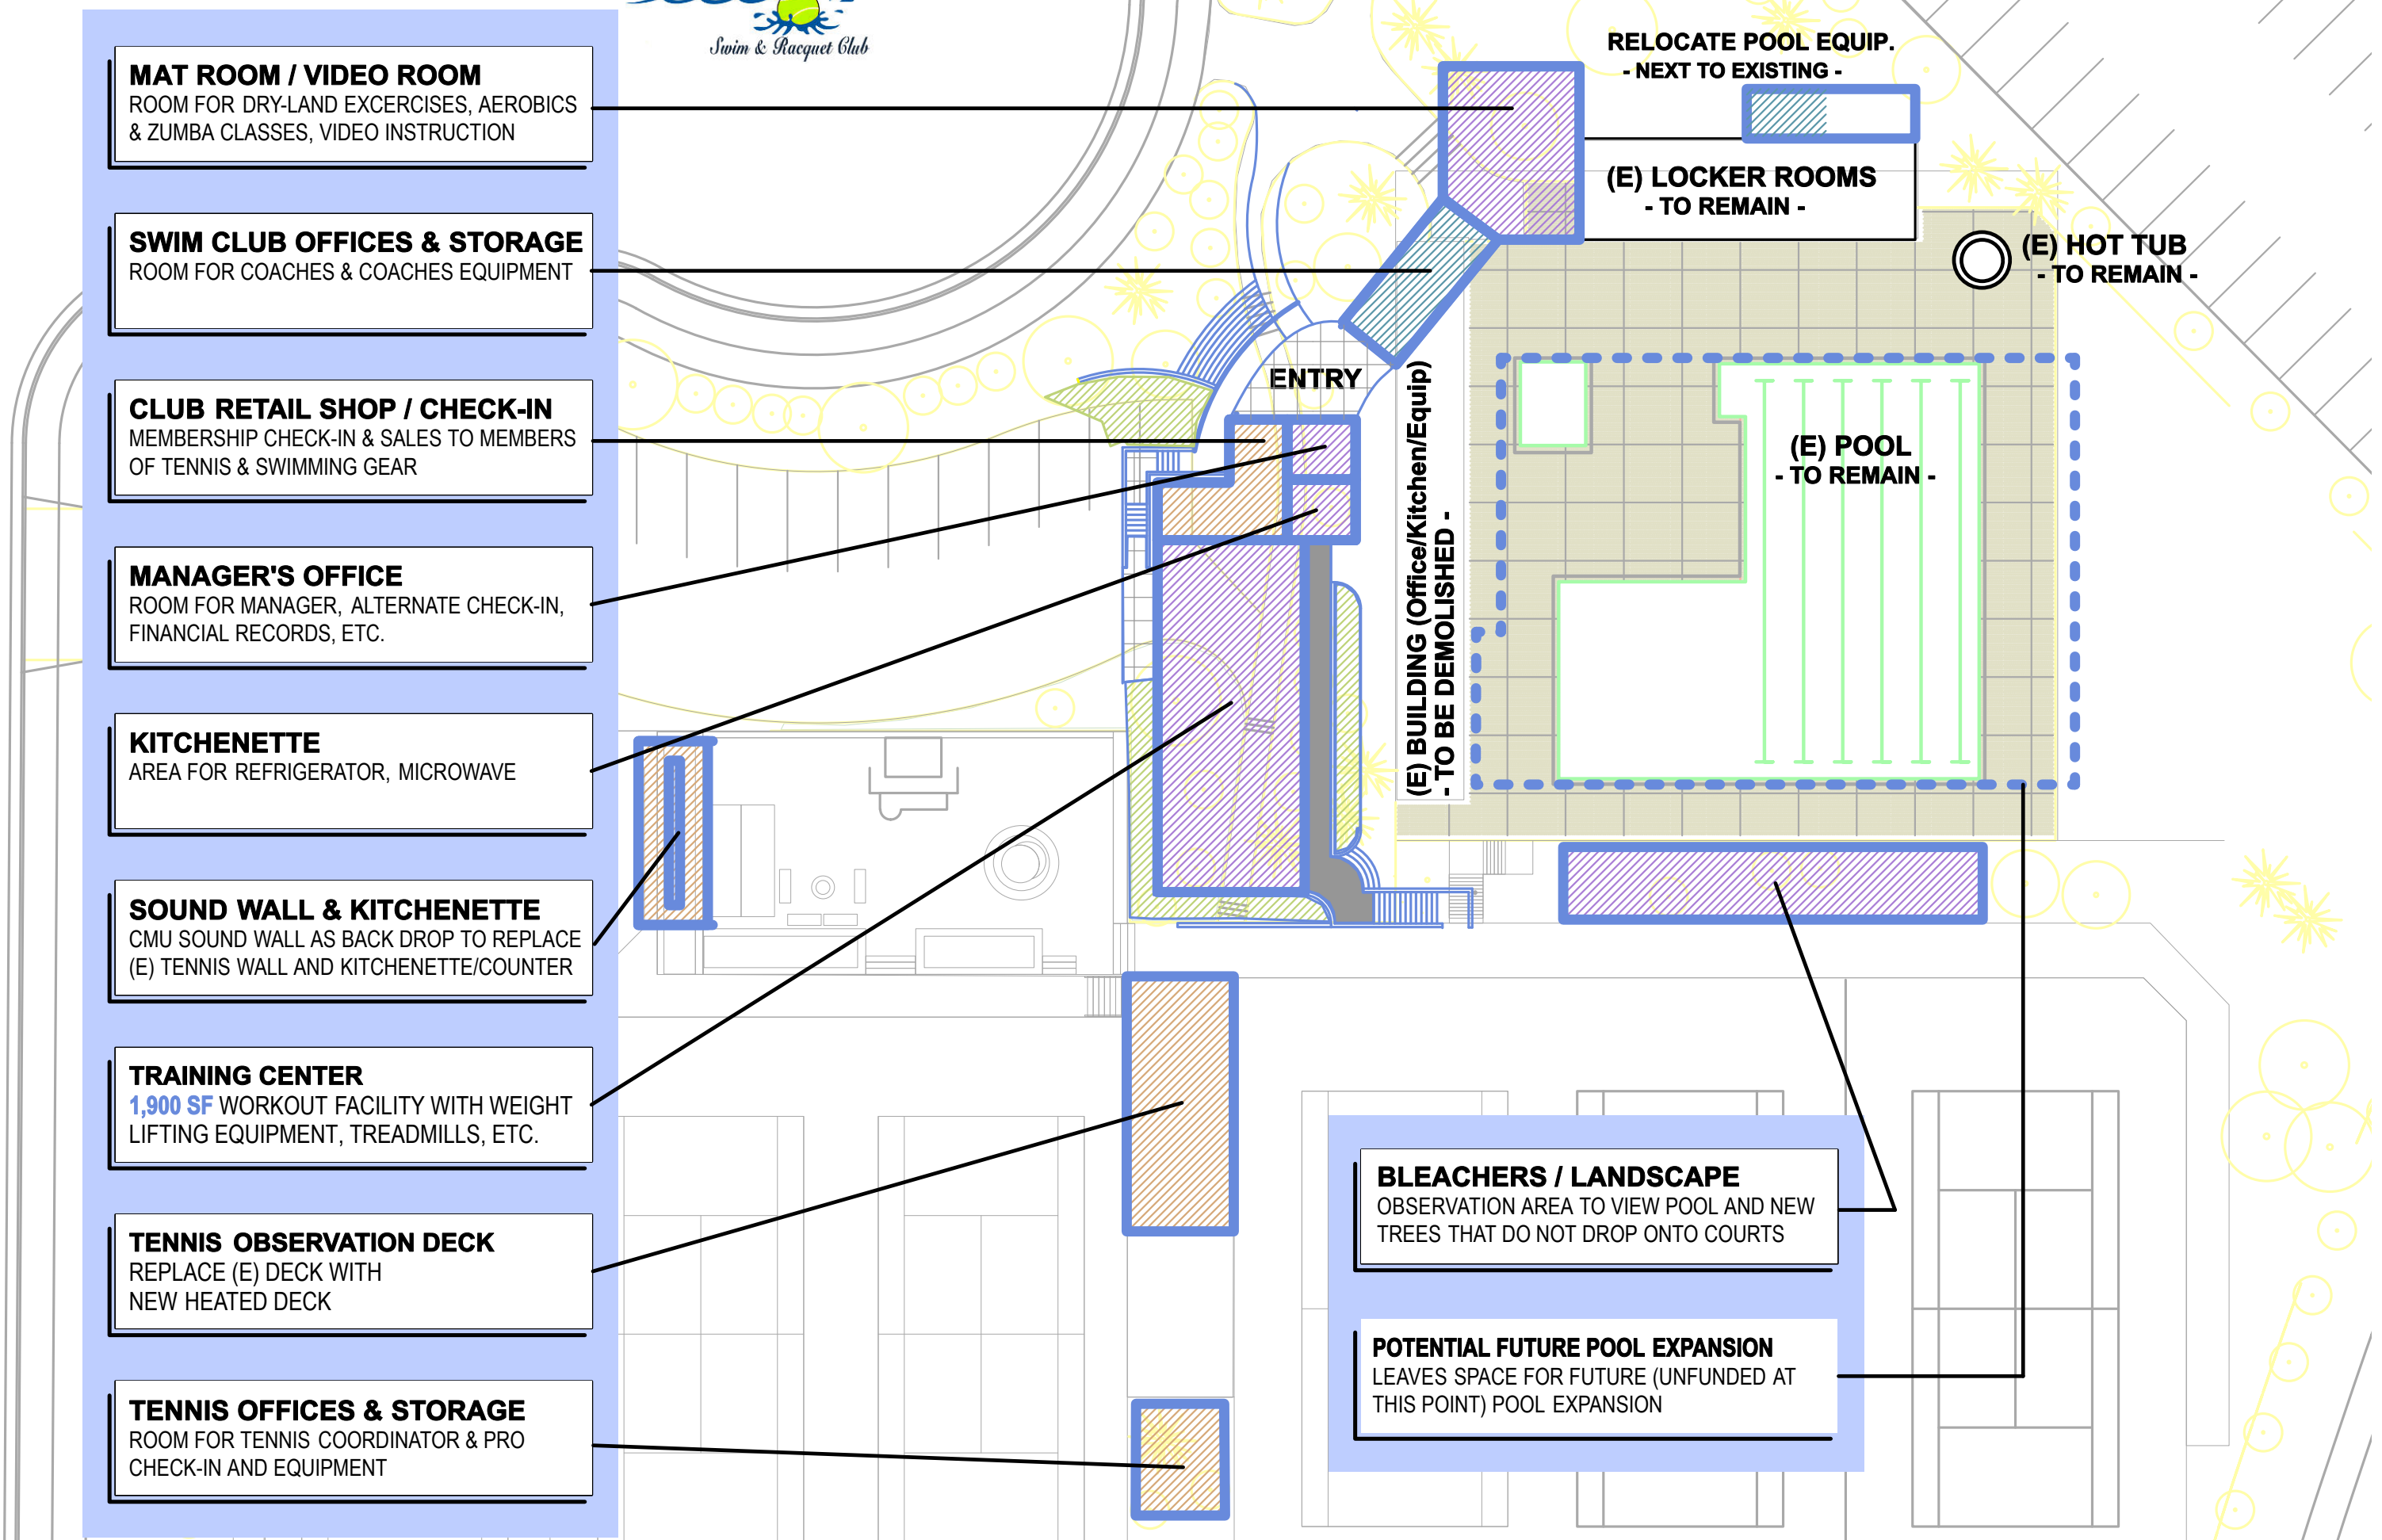 Swim & Racquet Club
MAT ROOM / VIDEO ROOM
ROOM FOR DRY-LAND EXCERCISES, AEROBICS
& ZUMBA CLASSES, VIDEO INSTRUCTION
SWIM CLUB OFFICES & STORAGE
ROOM FOR COACHES & COACHES EQUIPMENT
CLUB RETAIL SHOP / CHECK-IN
MEMBERSHIP CHECK-IN & SALES TO MEMBERS
OF TENNIS & SWIMMING GEAR
MANAGER'S OFFICE
ROOM FOR MANAGER, ALTERNATE CHECK-IN,
FINANCIAL RECORDS, ETC.
KITCHENETTE
AREA FOR REFRIGERATOR, MICROWAVE
SOUND WALL & KITCHENETTE
CMU SOUND WALL AS BACK DROP TO REPLACE
(E) TENNIS WALL AND KITCHENETTE/COUNTER
TRAINING CENTER
1,900 SF WORKOUT FACILITY WITH WEIGHT
LIFTING EQUIPMENT, TREADMILLS, ETC.
TENNIS OBSERVATION DECK
REPLACE (E) DECK WITH
NEW HEATED DECK
TENNIS OFFICES & STORAGE
ROOM FOR TENNIS COORDINATOR & PRO
CHECK-IN AND EQUIPMENT
RELOCATE POOL EQUIP.
- NEXT TO EXISTING -
(E) LOCKER ROOMS
- TO REMAIN -
(E) HOT TUB
- TO REMAIN -
ENTRY
(E) BUILDING (Office/Kitchen/Equip)
- TO BE DEMOLISHED -
(E) POOL
- TO REMAIN -
BLEACHERS / LANDSCAPE
OBSERVATION AREA TO VIEW POOL AND NEW
TREES THAT DO NOT DROP ONTO COURTS
POTENTIAL FUTURE POOL EXPANSION
LEAVES SPACE FOR FUTURE (UNFUNDED AT
THIS POINT) POOL EXPANSION